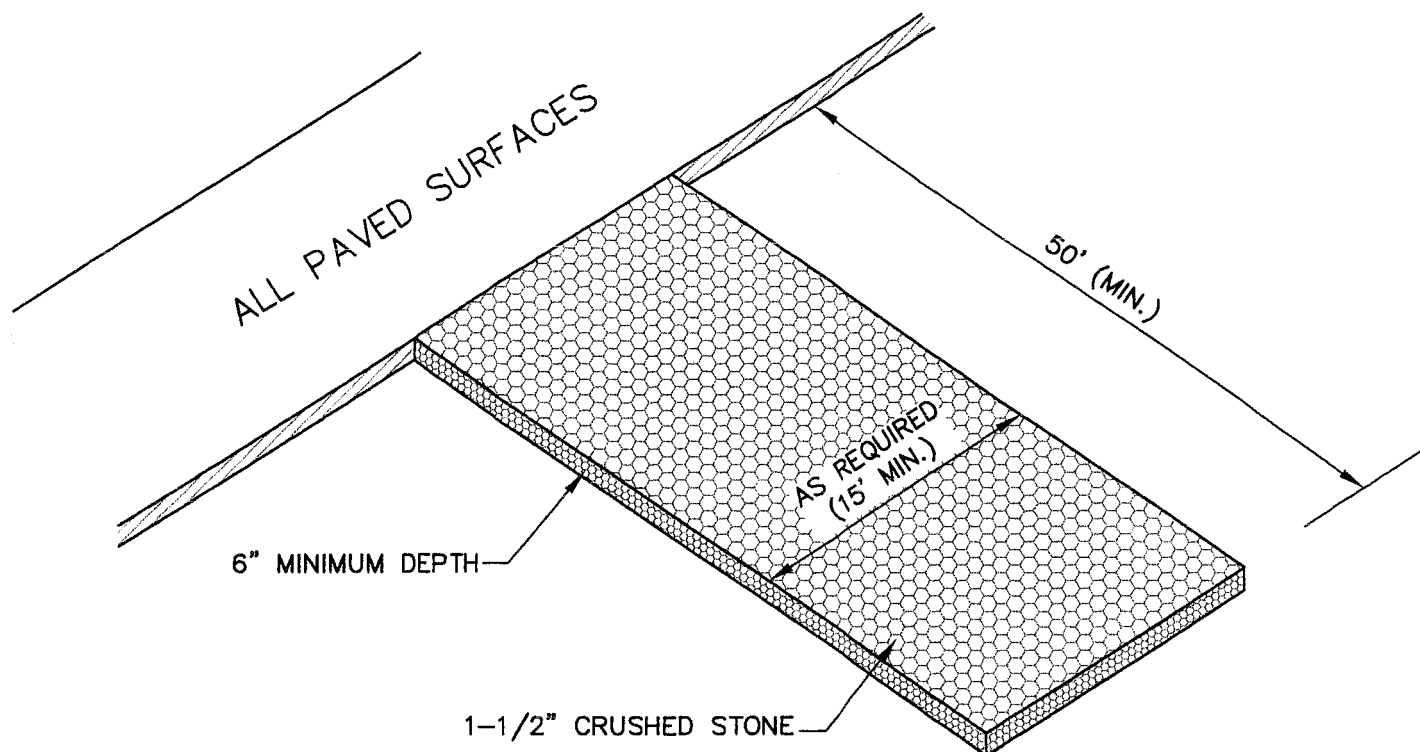 ALL PAVED SURFACES
50' (MIN.)
AS REQUIRED
(15' MIN.)
6" MINIMUM DEPTH
1-1/2" CRUSHED STONE